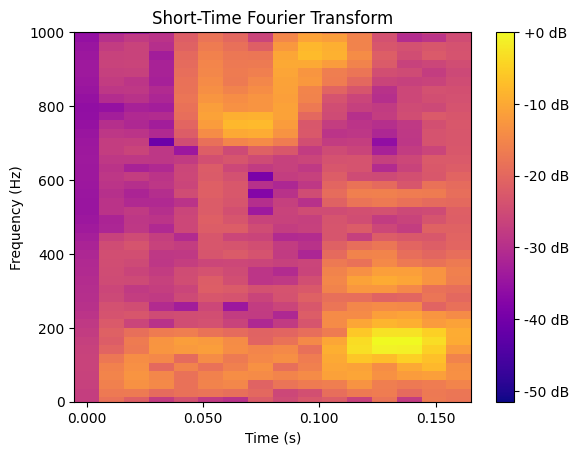 Short-Time Fourier Transform
1000
800
600
400
200
0
Frequency (Hz)
0.000
0.050
0.100
0.150
Time (s)
+0 dB
-10 dB
-20 dB
-30 dB
-40 dB
-50 dB